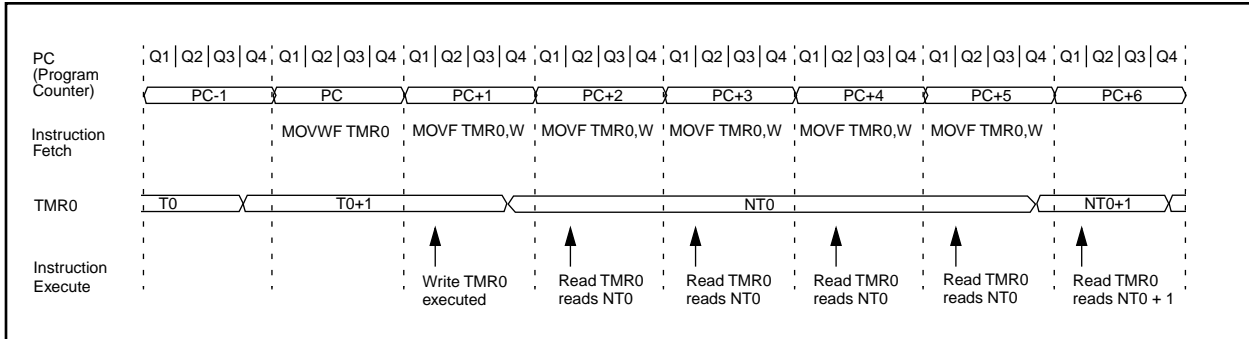 PC
(Program
Counter)
Q1 Q2 Q3 Q4 Q1 Q2 Q3 Q4 Q1 Q2 Q3 Q4 Q1 Q2 Q3 Q4 Q1 Q2 Q3 Q4 Q1 Q2 Q3 Q4 Q1 Q2 Q3 Q4 Q1 Q2 Q3 Q4
PC-1 PC PC+1 PC+2 PC+3 PC+4 PC+5 PC+6
Instruction
Fetch
MOVWF TMR0 MOVF TMR0,W MOVF TMR0,W MOVF TMR0,W MOVF TMR0,W MOVF TMR0,W
TMR0
T0 T0+1 NT0 NT0+1
Instruction
Execute
Write TMR0
executed
Read TMR0
reads NT0
Read TMR0
reads NT0
Read TMR0
reads NT0
Read TMR0
reads NT0
Read TMR0
reads NT0 + 1